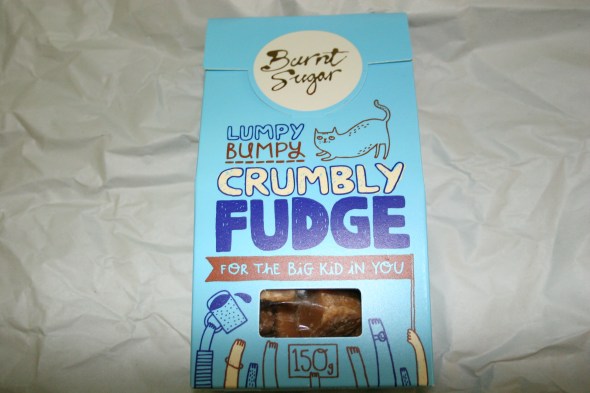 Burnt
Sugar
LUMPY
BUMPY
CRUMBLY
FUDGE
FOR THE BIG KID IN YOU
150g